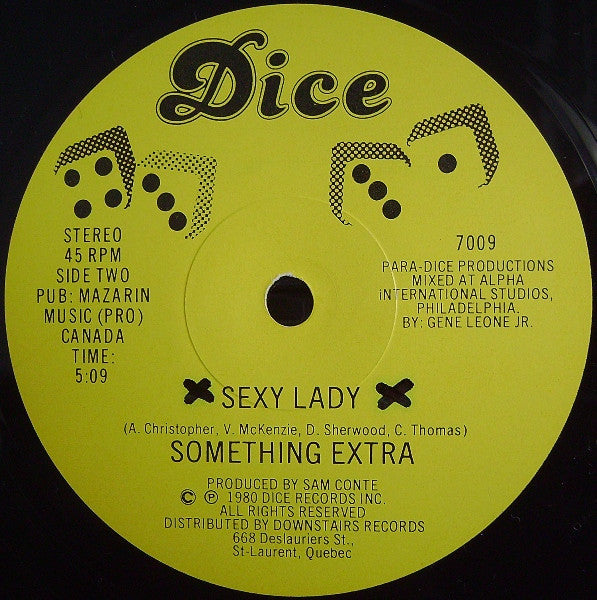 Dice
STEREO
45 RPM
SIDE TWO
PUB: MAZARIN
MUSIC (PRO)
CANADA
TIME:
5:09
7009
PARA-DICE PRODUCTIONS
MIXED AT ALPHA
iNTERNATIONAL STUDIOS,
PHILADELPHIA.
BY: GENE LEONE JR.
SEXY LADY
(A. Christopher, V. McKenzie, D. Sherwood, C. Thomas)
SOMETHING EXTRA
PRODUCED BY SAM CONTE
© ℗ 1980 DICE RECORDS INC.
ALL RIGHTS RESERVED
DISTRIBUTED BY DOWNSTAIRS RECORDS
668 Deslauriers St.,
St-Laurent, Quebec